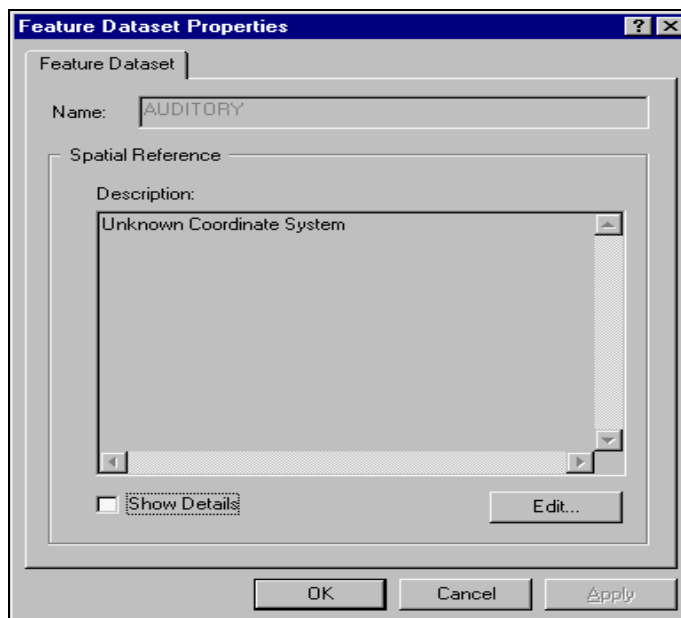 Feature Dataset Properties
Feature Dataset
Name: AUDITORY
Spatial Reference
Description:
Unknown Coordinate System
Show Details Edit...
OK Cancel Apply